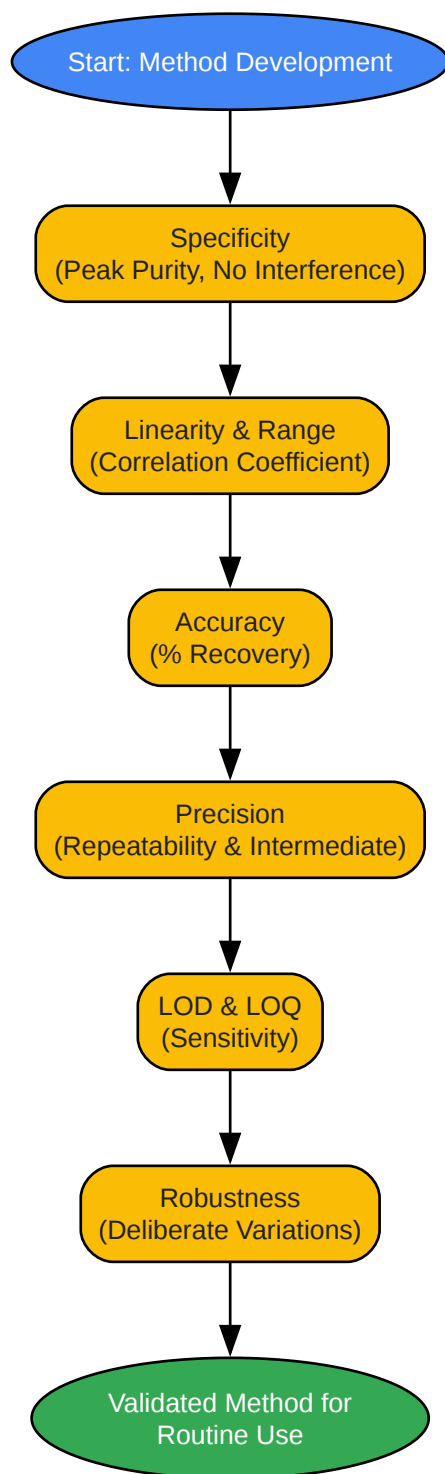 Start: Method Development
Specificity
(Peak Purity, No Interference)
Linearity & Range
(Correlation Coefficient)
Accuracy
(% Recovery)
Precision
(Repeatability & Intermediate)
LOD & LOQ
(Sensitivity)
Robustness
(Deliberate Variations)
Validated Method for
Routine Use